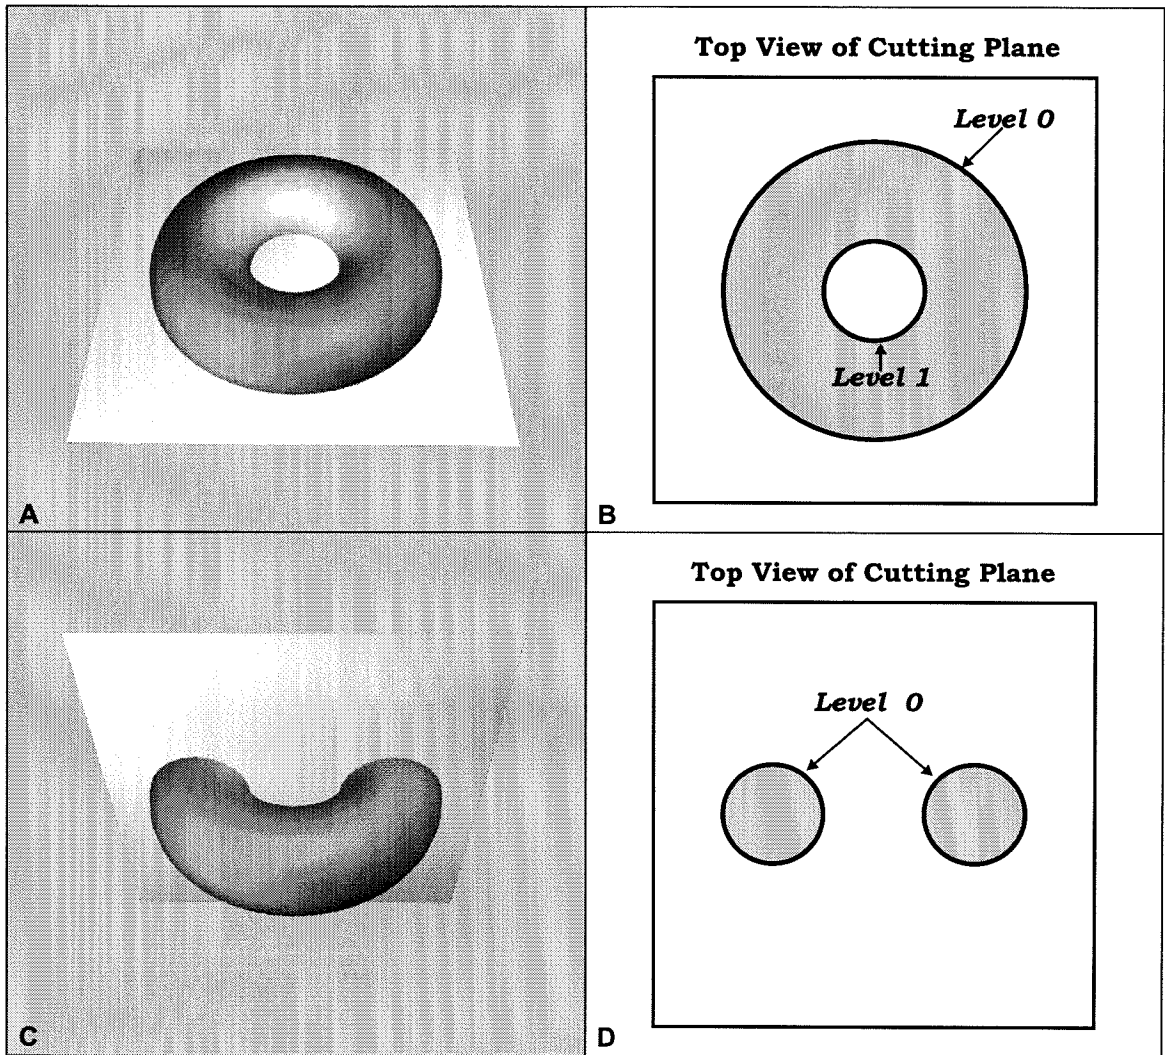 A
Top View of Cutting Plane
Level 0
Level 1
B
C
Top View of Cutting Plane
Level 0
D